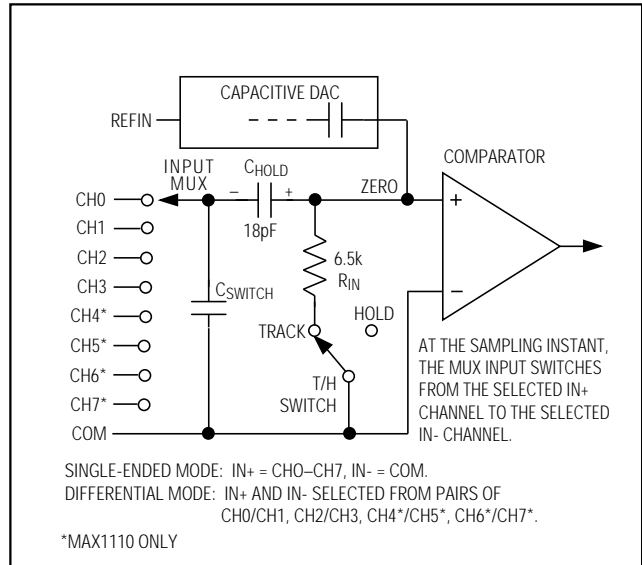 CAPACITIVE DAC
REFIN
COMPARATOR
INPUT
MUX
CHOLD
ZERO
– +
+
18pF
CH0
CH1
CH2
CH3
CH4*
CH5*
CH6*
CH7*
COM
6.5k
RIN
CSWITCH
–
HOLD
TRACK
T/H
SWITCH
AT THE SAMPLING INSTANT,
THE MUX INPUT SWITCHES
FROM THE SELECTED IN+
CHANNEL TO THE SELECTED
IN- CHANNEL.
SINGLE-ENDED MODE: IN+ = CHO–CH7, IN- = COM.
DIFFERENTIAL MODE: IN+ AND IN- SELECTED FROM PAIRS OF
CH0/CH1, CH2/CH3, CH4*/CH5*, CH6*/CH7*.
*MAX1110 ONLY